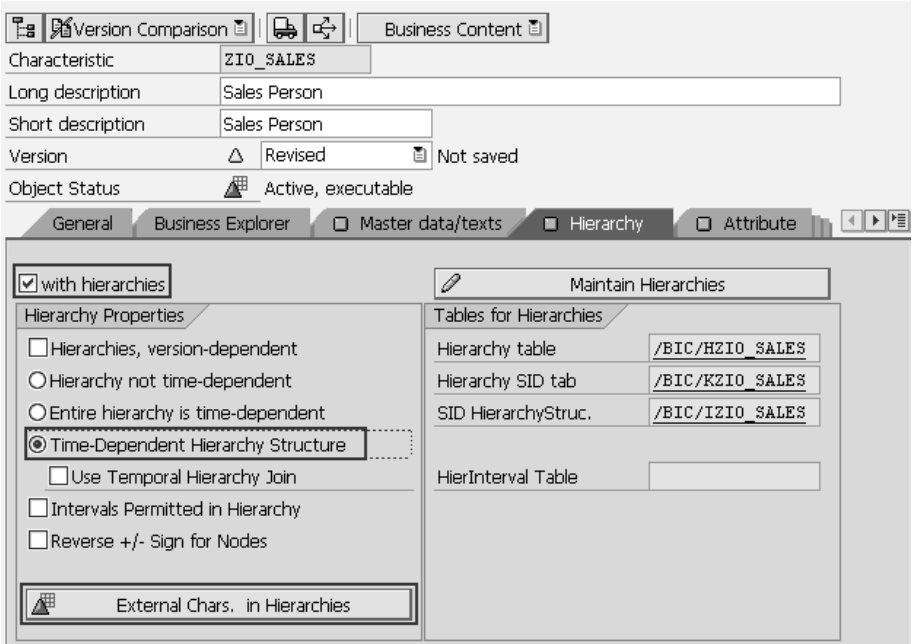 Version Comparison Business Content
Characteristic ZIO_SALES
Long description Sales Person
Short description Sales Person
Version Revised Not saved
Object Status Active, executable
General Business Explorer Master data/texts Hierarchy Attribute
with hierarchies Maintain Hierarchies
Hierarchy Properties Tables for Hierarchies
Hierarchies, version-dependent Hierarchy table /BIC/HZIO_SALES
Hierarchy not time-dependent Hierarchy SID tab /BIC/KZIO_SALES
Entire hierarchy is time-dependent SID HierarchyStruc. /BIC/IZIO_SALES
Time-Dependent Hierarchy Structure
Use Temporal Hierarchy Join HierInterval Table
Intervals Permitted in Hierarchy
Reverse +/- Sign for Nodes
External Chars. in Hierarchies